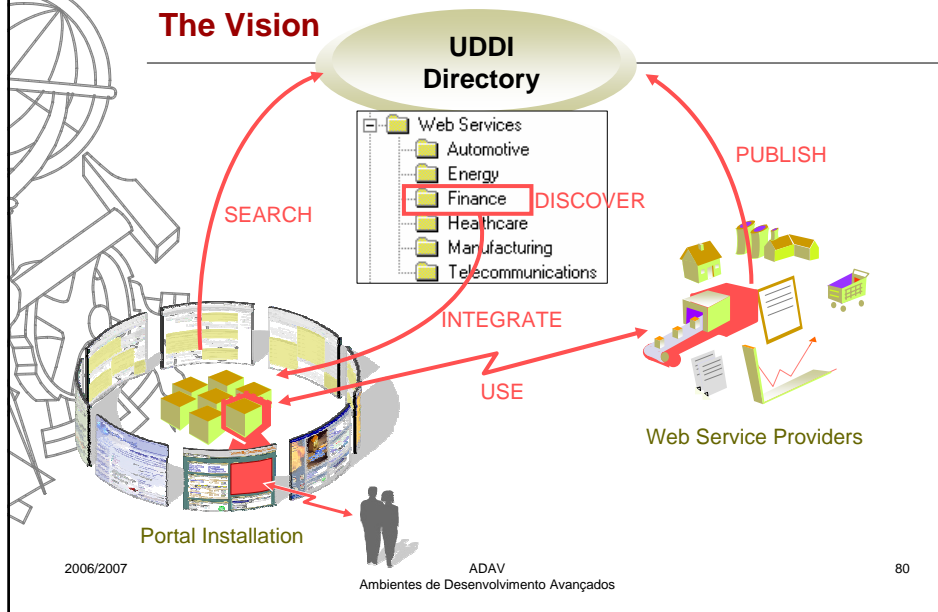 The Vision
UDDI
Directory
Web Services
Automotive
Energy
Finance
DISCOVER
Healthcare
Manufacturing
Telecommunications
SEARCH
PUBLISH
INTEGRATE
USE
Web Service Providers
Portal Installation
2006/2007
ADAV
Ambientes de Desenvolvimento Avançados
80